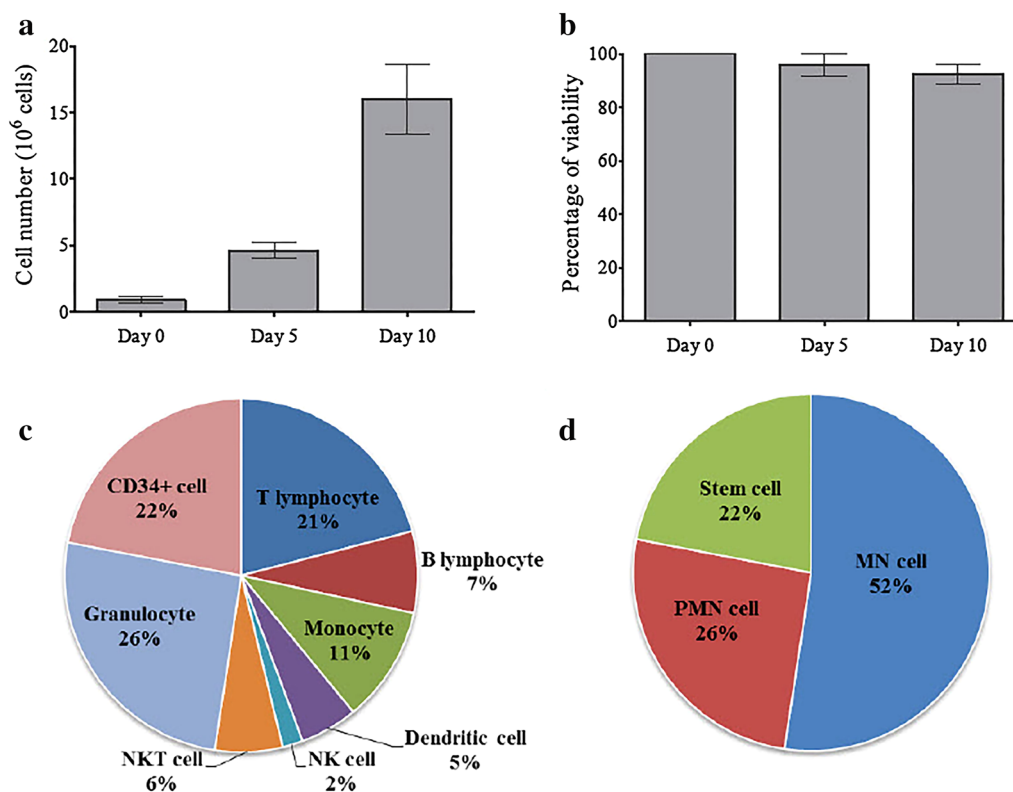 a
Cell number (10⁶ cells)
20
15
10
5
0
Day 0 Day 5 Day 10
b
Percentage of viability
100
80
60
40
20
0
Day 0 Day 5 Day 10
c
CD34+ cell
22%
T lymphocyte
21%
B lymphocyte
7%
Monocyte
11%
Dendritic cell
5%
NK cell
2%
NKT cell
6%
Granulocyte
26%
d
Stem cell
22%
MN cell
52%
PMN cell
26%